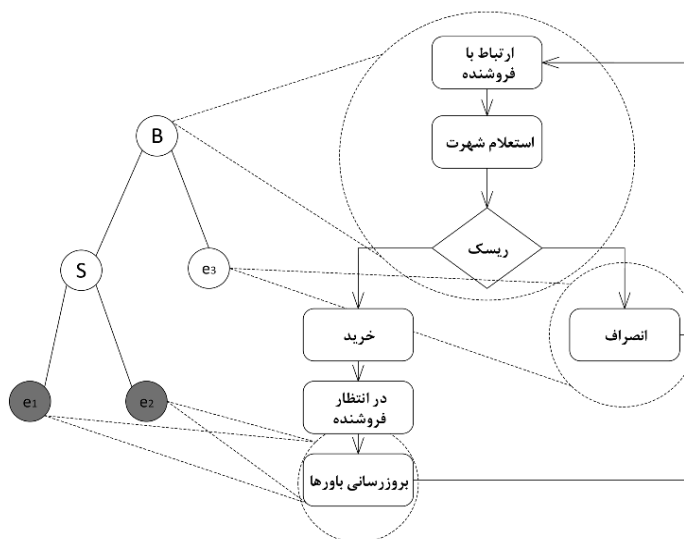 ارتباط با
فروشنده
B
استعلام شهرت
ریسک
S
e3
خرید
انصراف
در انتظار
فروشنده
e1
e2
بروزرسانی باورها